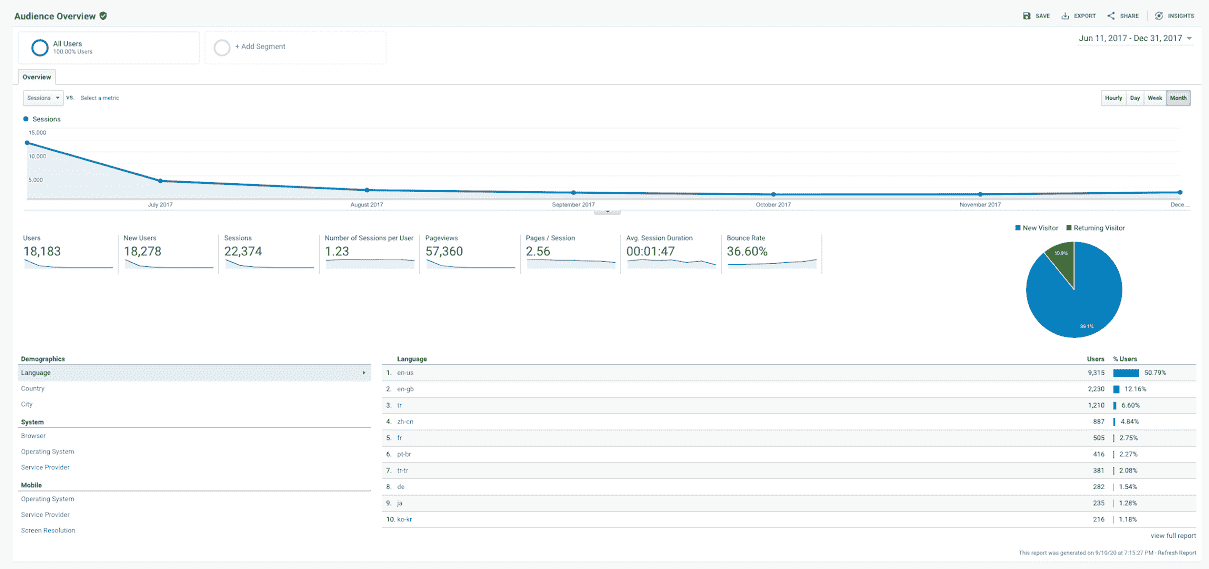 Audience Overview
SAVE EXPORT SHARE INSIGHTS
All Users
100.00% Users
+ Add Segment
Jun 11, 2017 - Dec 31, 2017
Overview
Sessions vs. Select a metric
Hourly Day Week Month
Sessions
15,000
10,000
5,000
July 2017 August 2017 September 2017 October 2017 November 2017 Dece...
New Visitor Returning Visitor
Users
18,183
New Users
18,278
Sessions
22,374
Number of Sessions per User
1.23
Pageviews
57,360
Pages / Session
2.56
Avg. Session Duration
00:01:47
Bounce Rate
36.60%
10.9%
89.1%
Demographics
Language
Country
City
System
Browser
Operating System
Service Provider
Mobile
Operating System
Service Provider
Screen Resolution
Language Users % Users
1. en-us 9,315 50.79%
2. en-gb 2,230 12.16%
3. tr 1,210 6.60%
4. zh-cn 887 4.84%
5. fr 505 2.75%
6. pt-br 416 2.27%
7. tr-tr 381 2.08%
8. de 282 1.54%
9. ja 235 1.28%
10. ko-kr 216 1.18%
view full report
This report was generated on 9/10/20 at 7:15:27 PM - Refresh Report